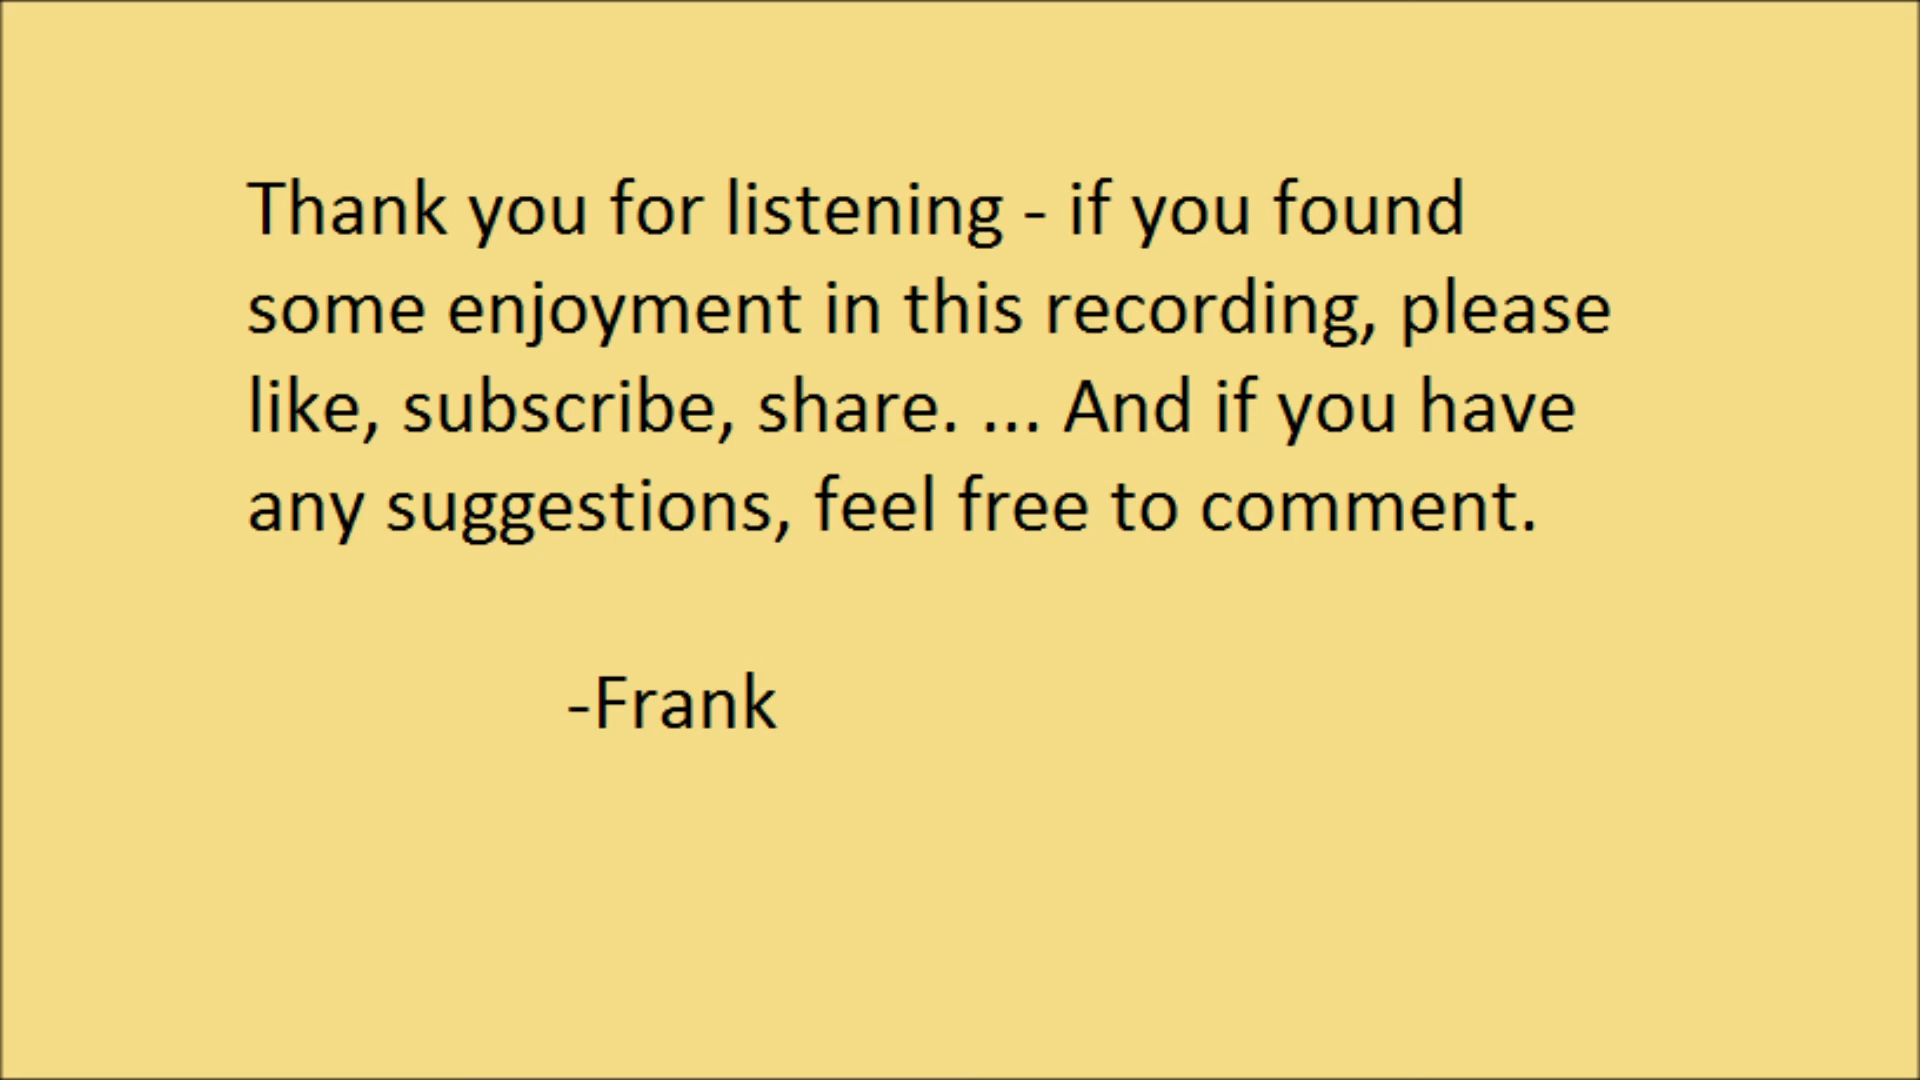 Thank you for listening - if you found
some enjoyment in this recording, please
like, subscribe, share. ... And if you have
any suggestions, feel free to comment.
-Frank